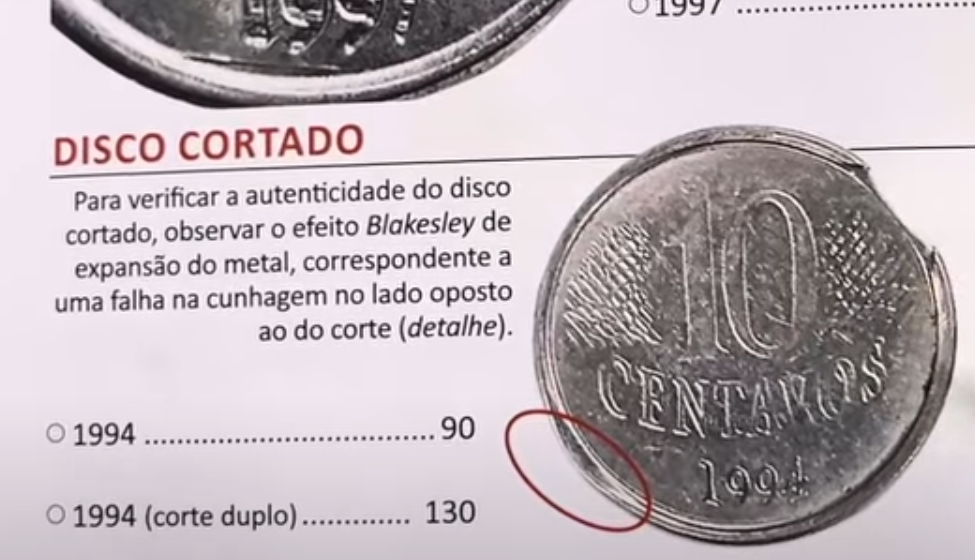 1997
○ 1997 ........................
DISCO CORTADO
Para verificar a autenticidade do disco
cortado, observar o efeito Blakesley de
expansão do metal, correspondente a
uma falha na cunhagem no lado oposto
ao do corte (detalhe).
○ 1994 .................................... 90
○ 1994 (corte duplo)............. 130
10
CENTAVOS
1994